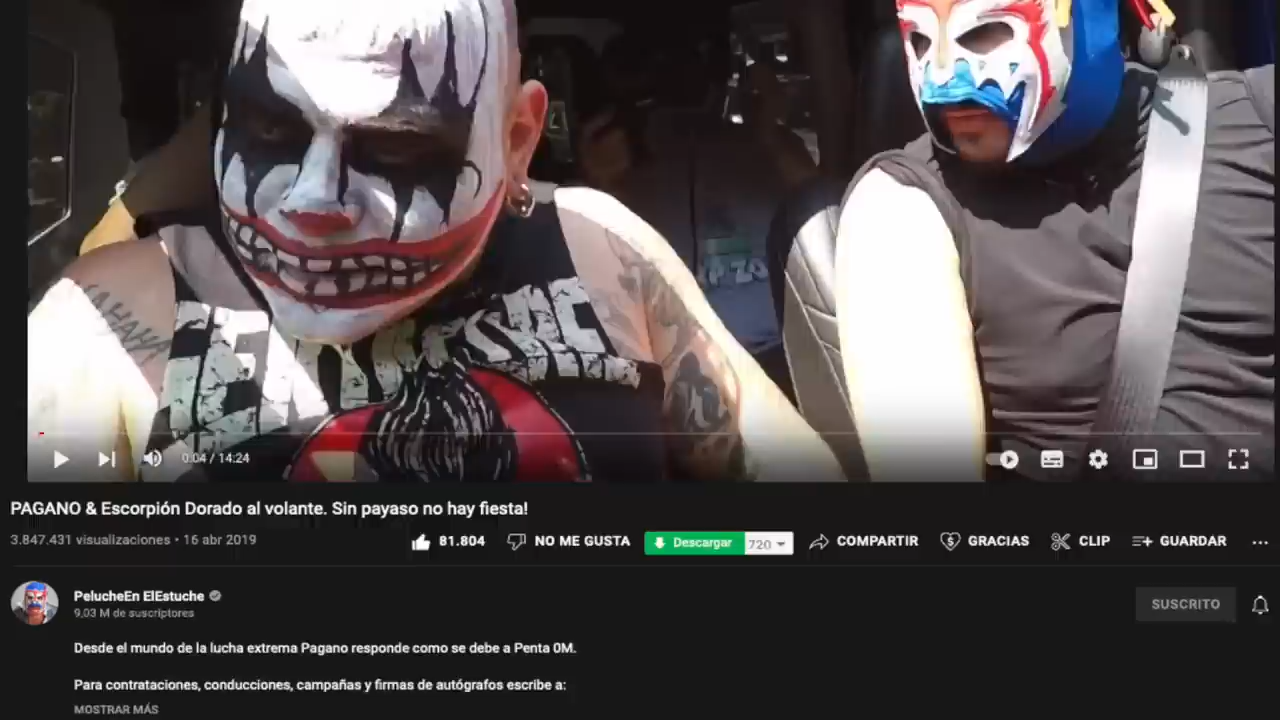 HAHAHA
0:04 / 14:24
PAGANO & Escorpión Dorado al volante. Sin payaso no hay fiesta!
3.847.431 visualizaciones • 16 abr 2019
81.804
NO ME GUSTA
Descargar
720
COMPARTIR
GRACIAS
CLIP
GUARDAR
PelucheEn ElEstuche
9,03 M de suscriptores
SUSCRITO
Desde el mundo de la lucha extrema Pagano responde como se debe a Penta 0M.
Para contrataciones, conducciones, campañas y firmas de autógrafos escribe a:
MOSTRAR MÁS